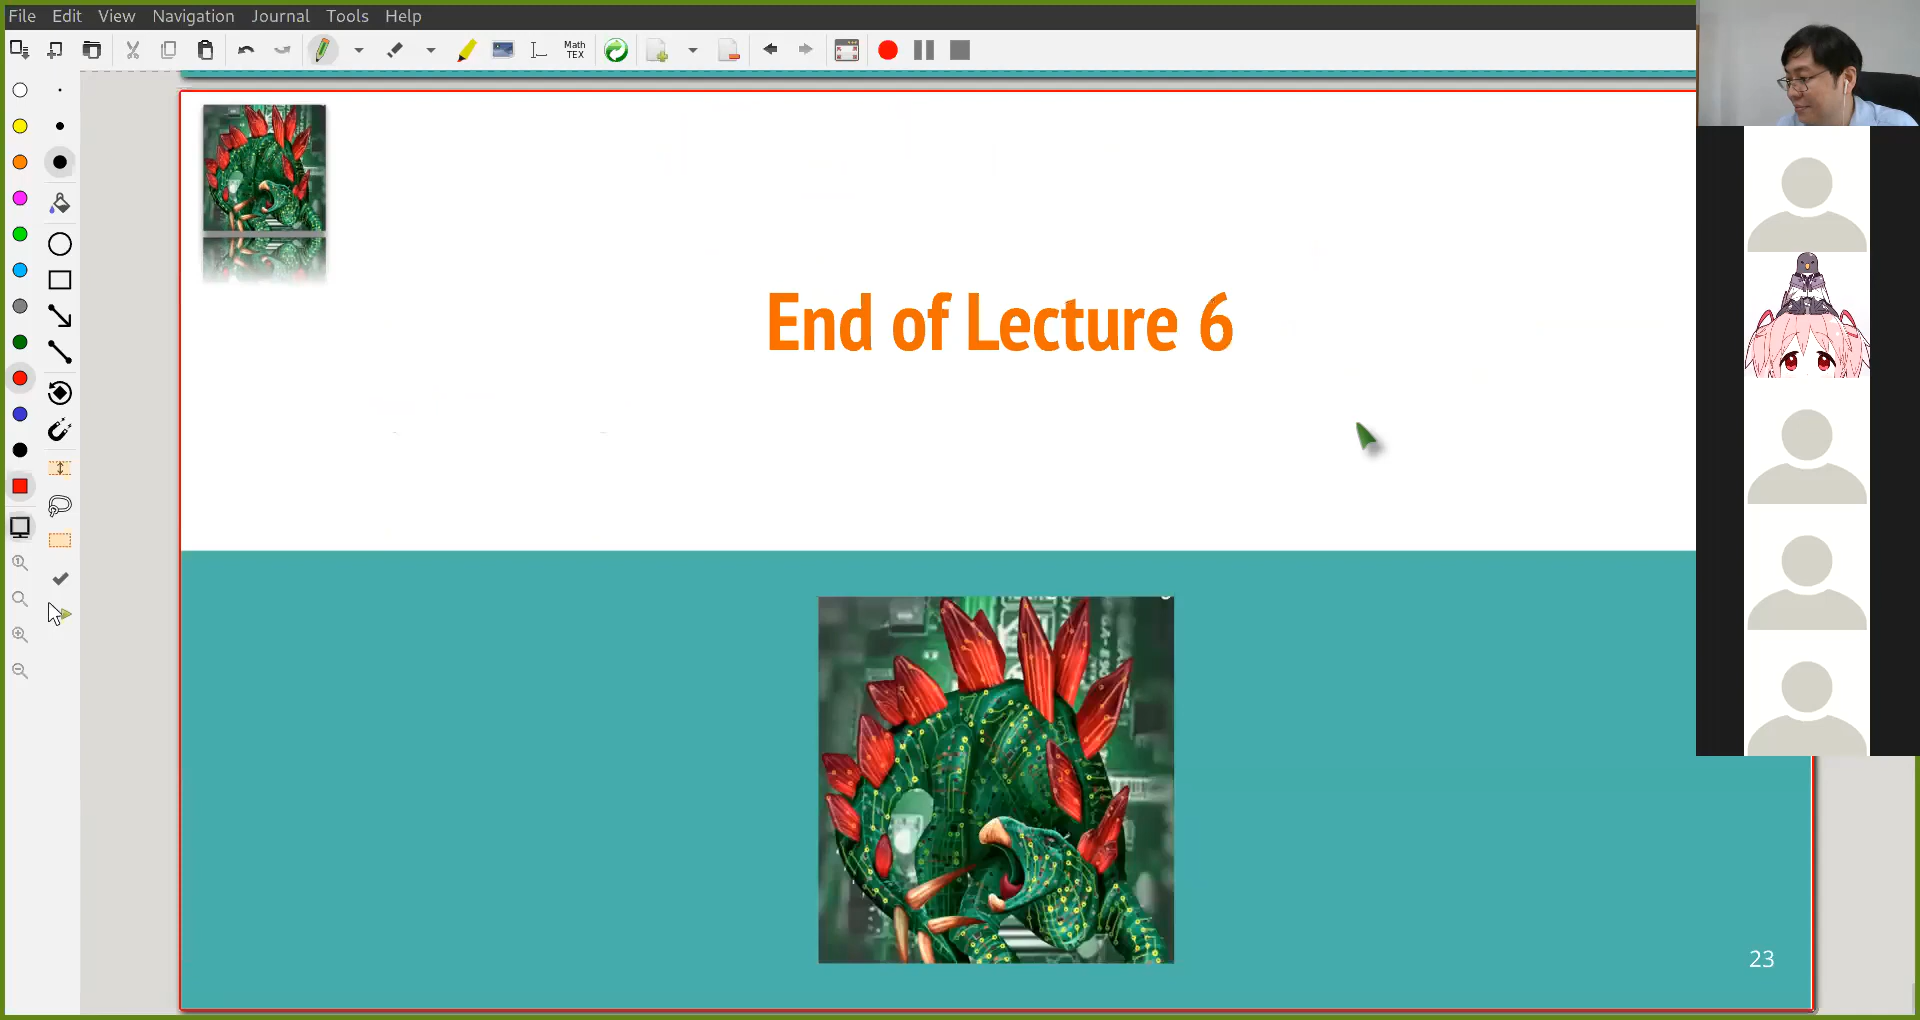 File Edit View Navigation Journal Tools Help
Math
TEX
End of Lecture 6
23